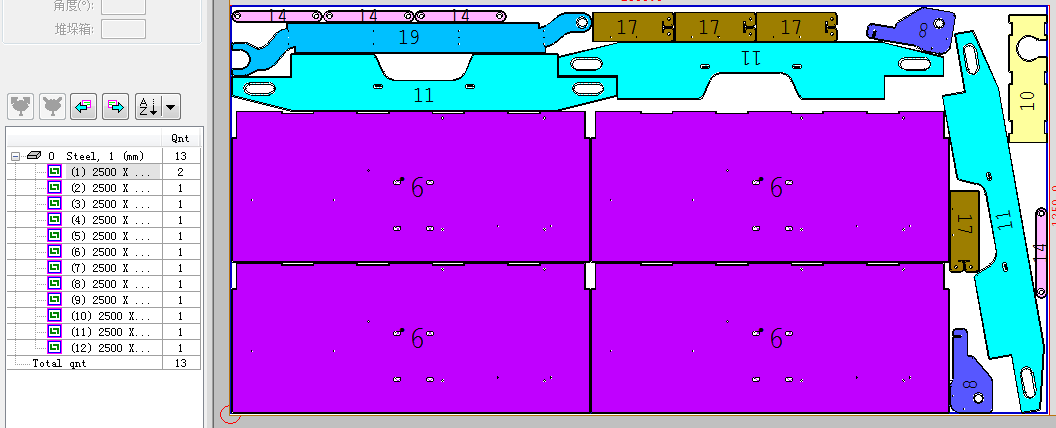 角度(°):
堆垛箱:
Qnt
0 Steel, 1 (mm) 13
(1) 2500 X ... 2
(2) 2500 X ... 1
(3) 2500 X ... 1
(4) 2500 X ... 1
(5) 2500 X ... 1
(6) 2500 X ... 1
(7) 2500 X ... 1
(8) 2500 X ... 1
(9) 2500 X ... 1
(10) 2500 X... 1
(11) 2500 X... 1
(12) 2500 X... 1
Total qnt 13
14 14 14
19
17 17 17
8
11
11
10
6 6
17
11
14
6 6
8